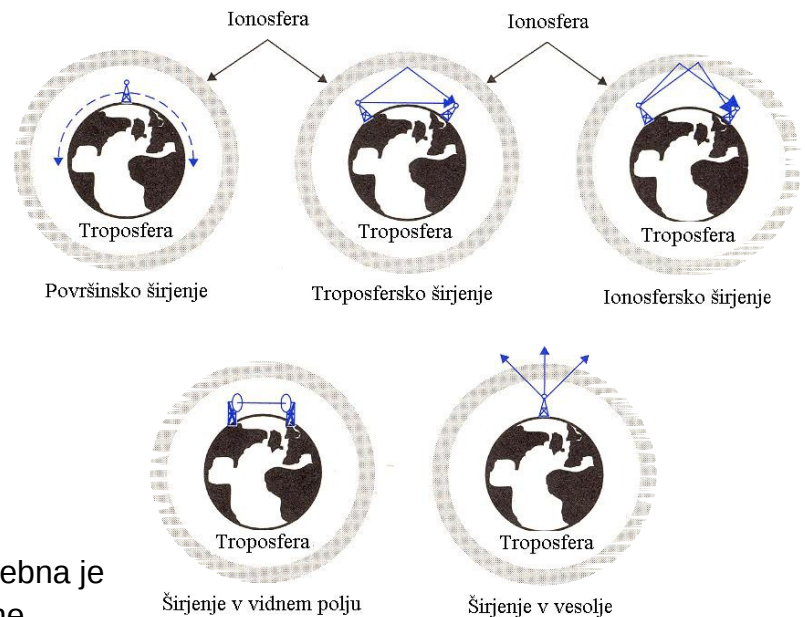 Ionosfera
Ionosfera
Troposfera
Troposfera
Troposfera
Površinsko širjenje
Troposfersko širjenje
Ionosfersko širjenje
Troposfera
Troposfera
ebna je
Širjenje v vidnem polju
Širjenje v vesolje